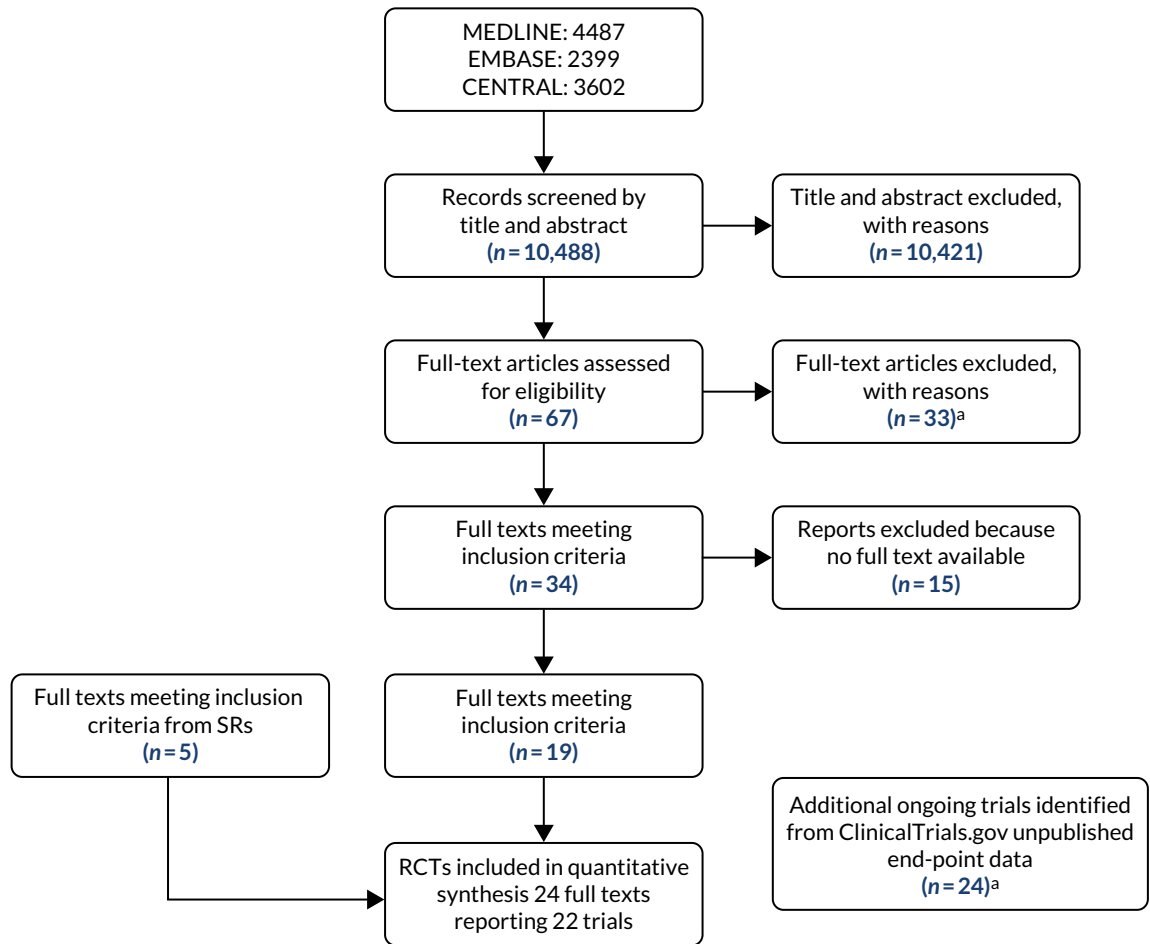 MEDLINE: 4487
EMBASE: 2399
CENTRAL: 3602
Records screened by
title and abstract
(n = 10,488)
Title and abstract excluded,
with reasons
(n = 10,421)
Full-text articles assessed
for eligibility
(n = 67)
Full-text articles excluded,
with reasons
(n = 33)a
Full texts meeting
inclusion criteria
(n = 34)
Reports excluded because
no full text available
(n = 15)
Full texts meeting inclusion
criteria from SRs
(n = 5)
Full texts meeting
inclusion criteria
(n = 19)
Additional ongoing trials identified
from ClinicalTrials.gov unpublished
end-point data
(n = 24)a
RCTs included in quantitative
synthesis 24 full texts
reporting 22 trials